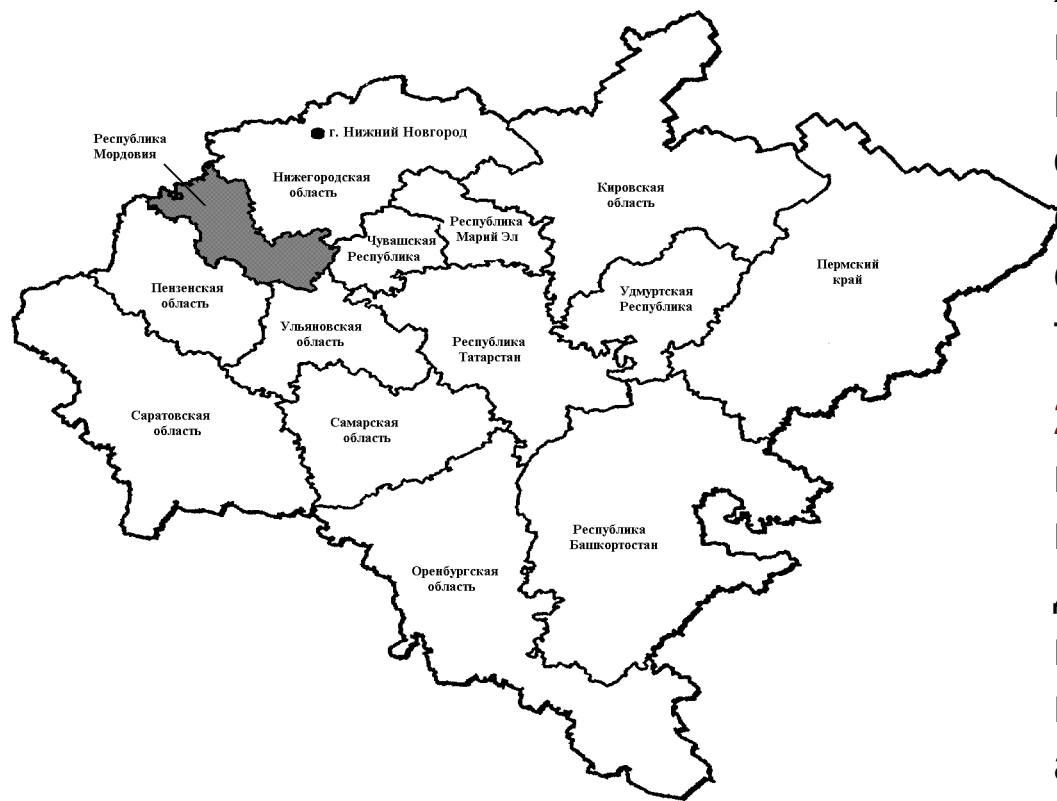 г. Нижний Новгород
Республика
Мордовия
Нижегородская
область
Кировская
область
Республика
Марий Эл
Чувашская
Республика
Пермский
край
Удмуртская
Республика
Пензенская
область
Ульяновская
область
Республика
Татарстан
Саратовская
область
Самарская
область
Республика
Башкортостан
Оренбургская
область